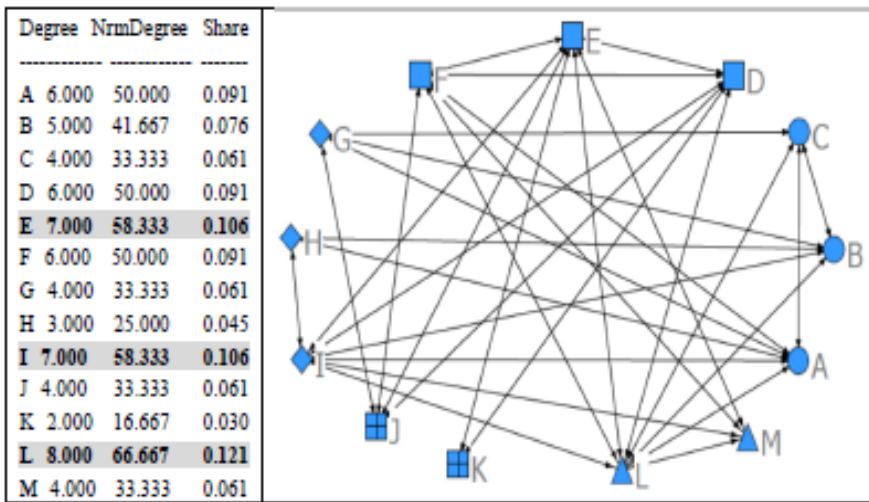 Degree NrmDegree Share
------------ ------------ -------
A 6.000 50.000 0.091
B 5.000 41.667 0.076
C 4.000 33.333 0.061
D 6.000 50.000 0.091
E 7.000 58.333 0.106
F 6.000 50.000 0.091
G 4.000 33.333 0.061
H 3.000 25.000 0.045
I 7.000 58.333 0.106
J 4.000 33.333 0.061
K 2.000 16.667 0.030
L 8.000 66.667 0.121
M 4.000 33.333 0.061
E
F
D
G
C
H
B
I
A
J
M
K
L